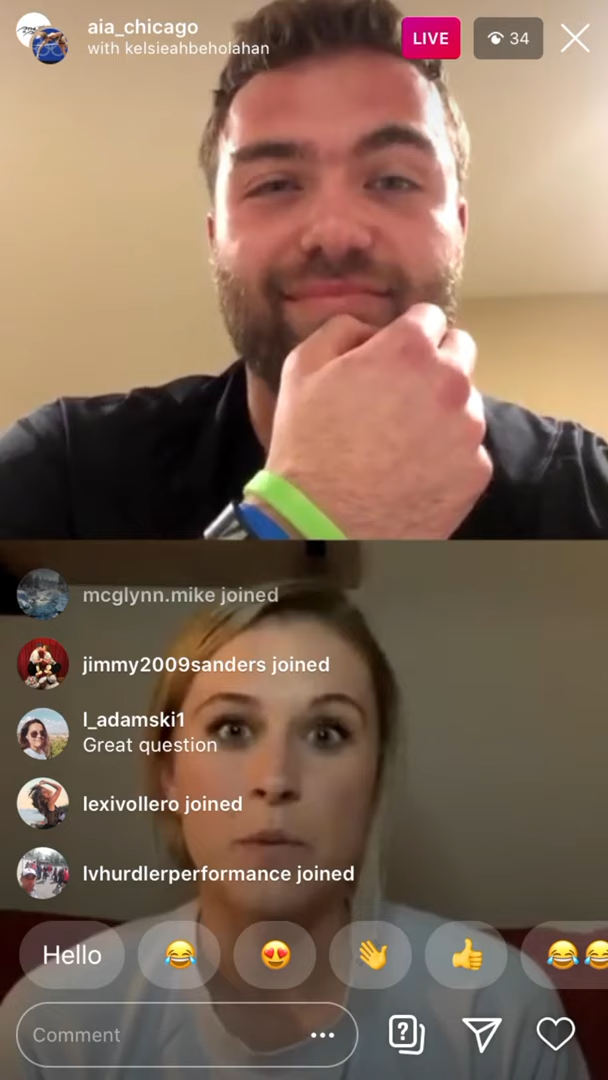 aia_chicago
with kelsieahbeholahan
LIVE
34
mcglynn.mike joined
jimmy2009sanders joined
l_adamski1
Great question
lexivollero joined
lvhurdlerperformance joined
Hello 😂 😍 👋 👍 😂😂
Comment